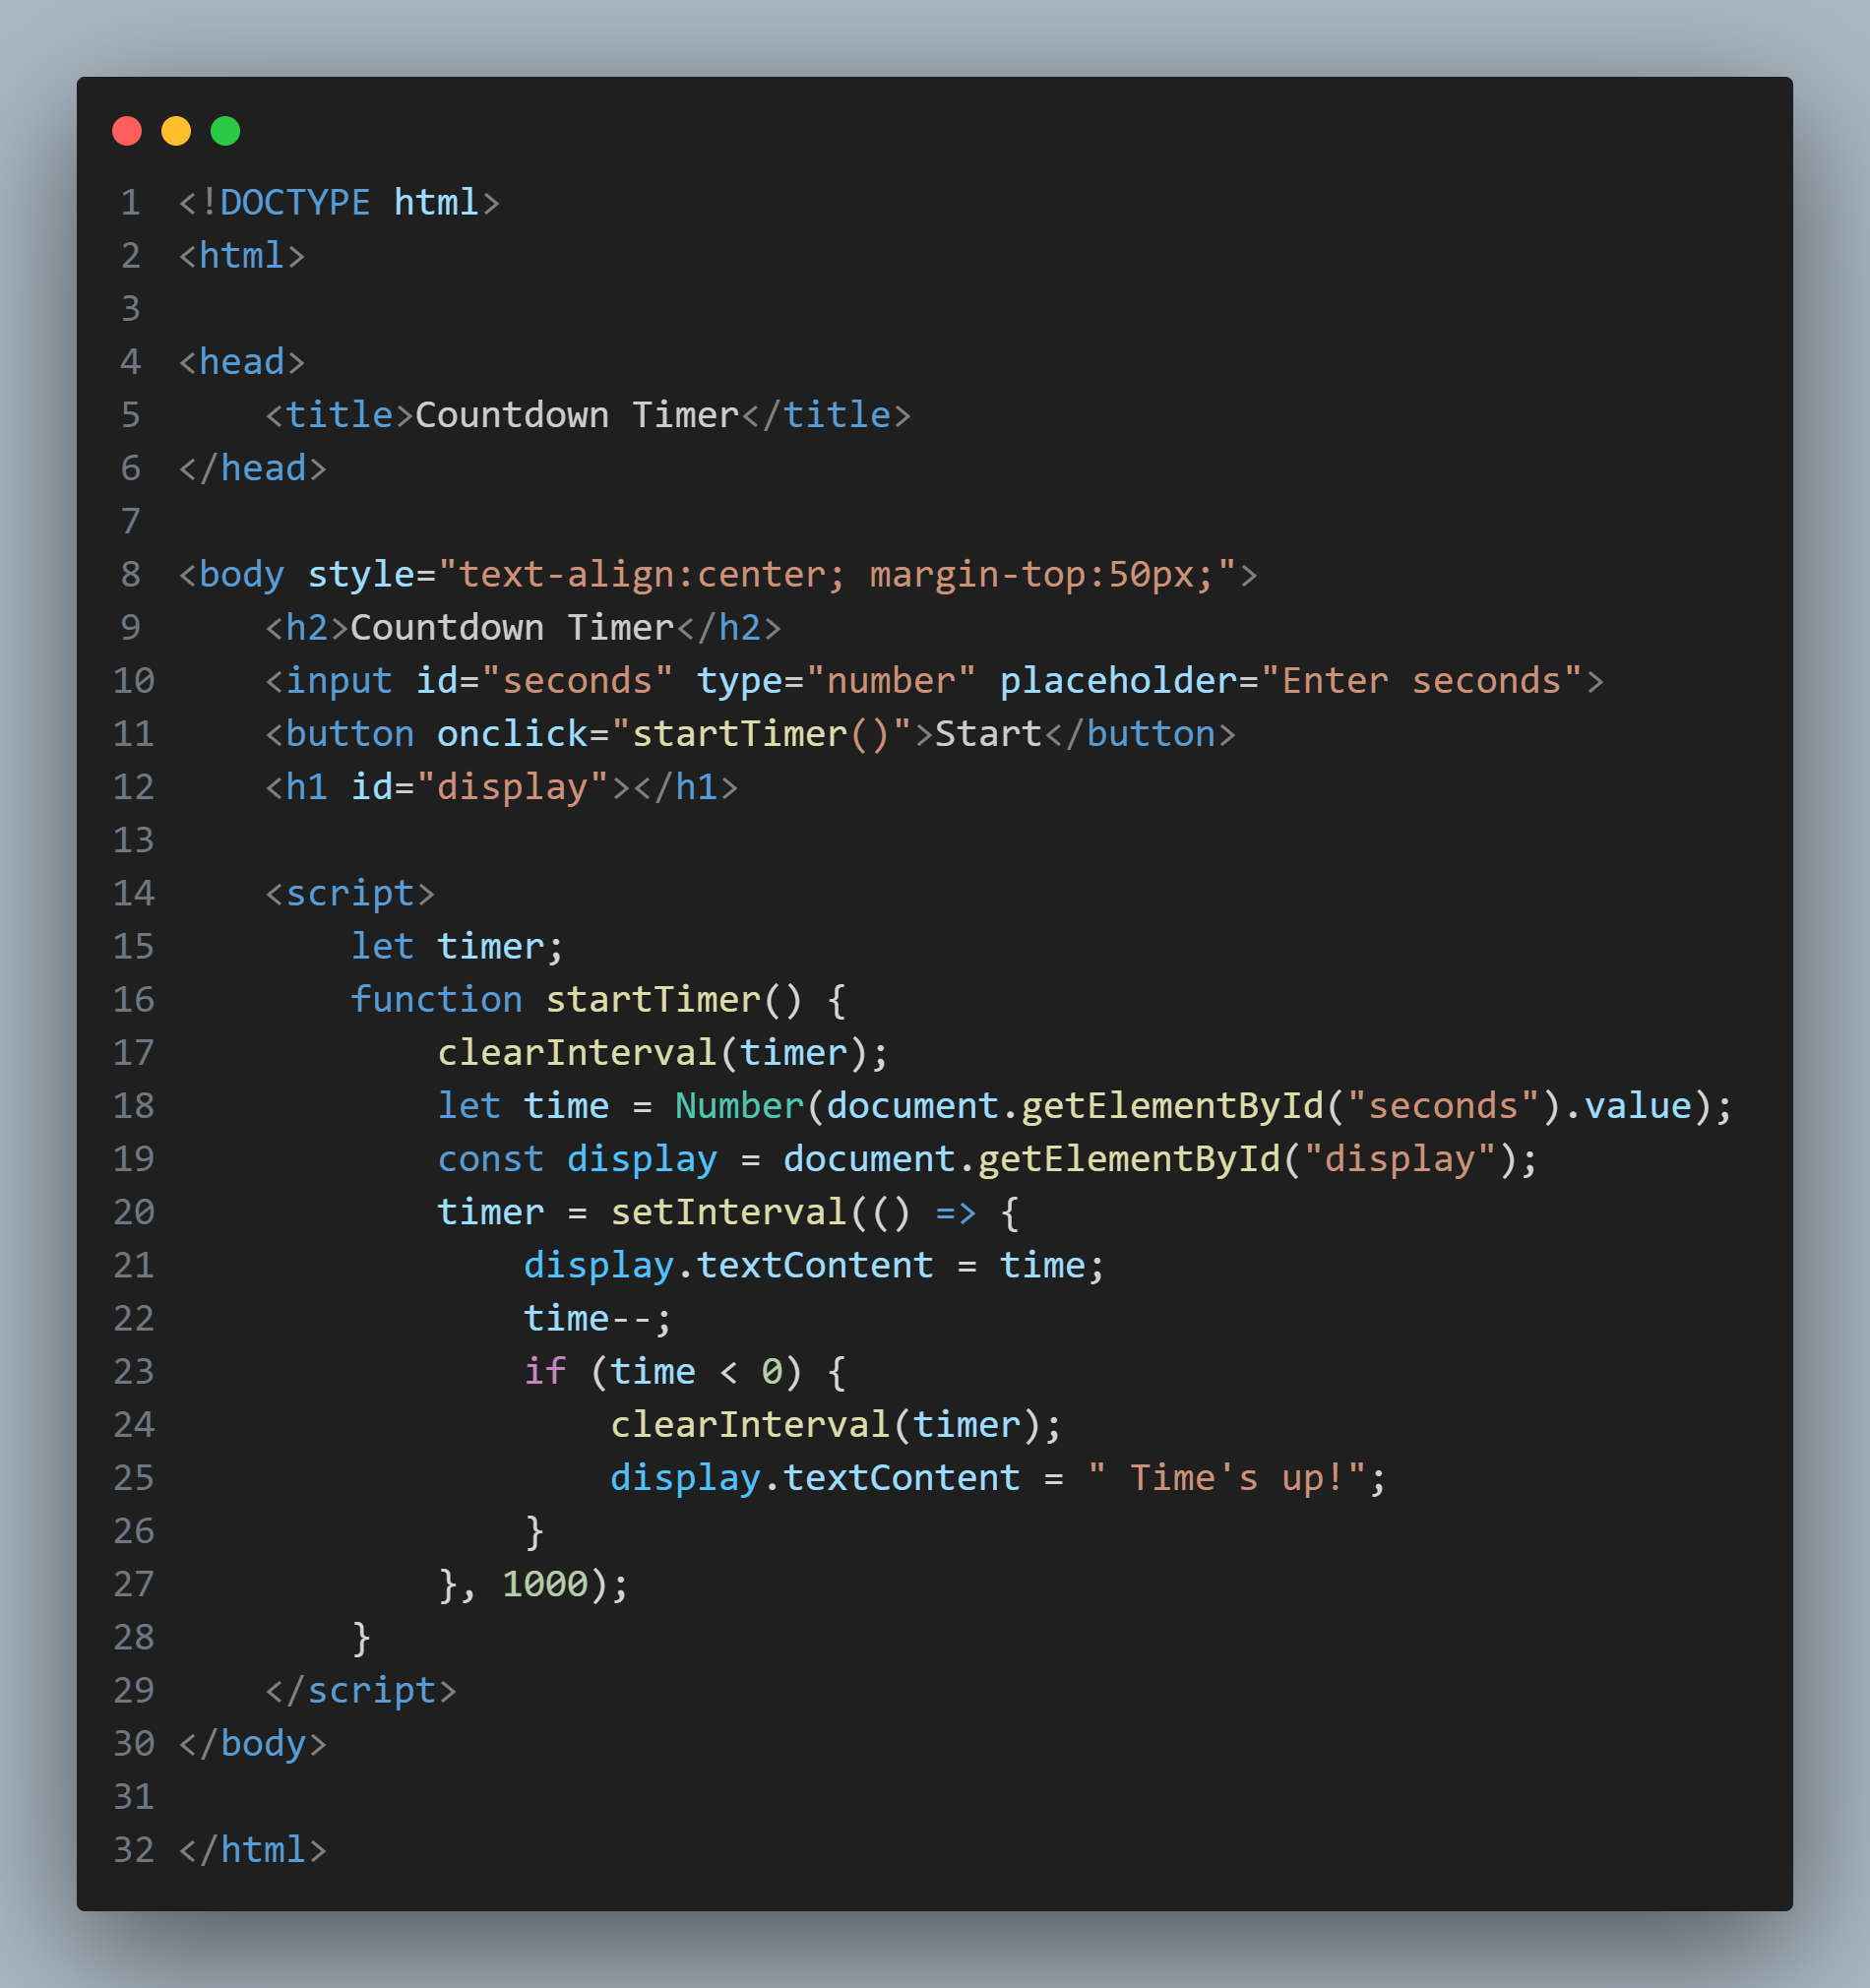 1 <!DOCTYPE html>
2 <html>
3
4 <head>
5     <title>Countdown Timer</title>
6 </head>
7
8 <body style="text-align:center; margin-top:50px;">
9     <h2>Countdown Timer</h2>
10     <input id="seconds" type="number" placeholder="Enter seconds">
11     <button onclick="startTimer()">Start</button>
12     <h1 id="display"></h1>
13
14     <script>
15         let timer;
16         function startTimer() {
17             clearInterval(timer);
18             let time = Number(document.getElementById("seconds").value);
19             const display = document.getElementById("display");
20             timer = setInterval(() => {
21                 display.textContent = time;
22                 time--;
23                 if (time < 0) {
24                     clearInterval(timer);
25                     display.textContent = " Time's up!";
26                 }
27             }, 1000);
28         }
29     </script>
30 </body>
31
32 </html>